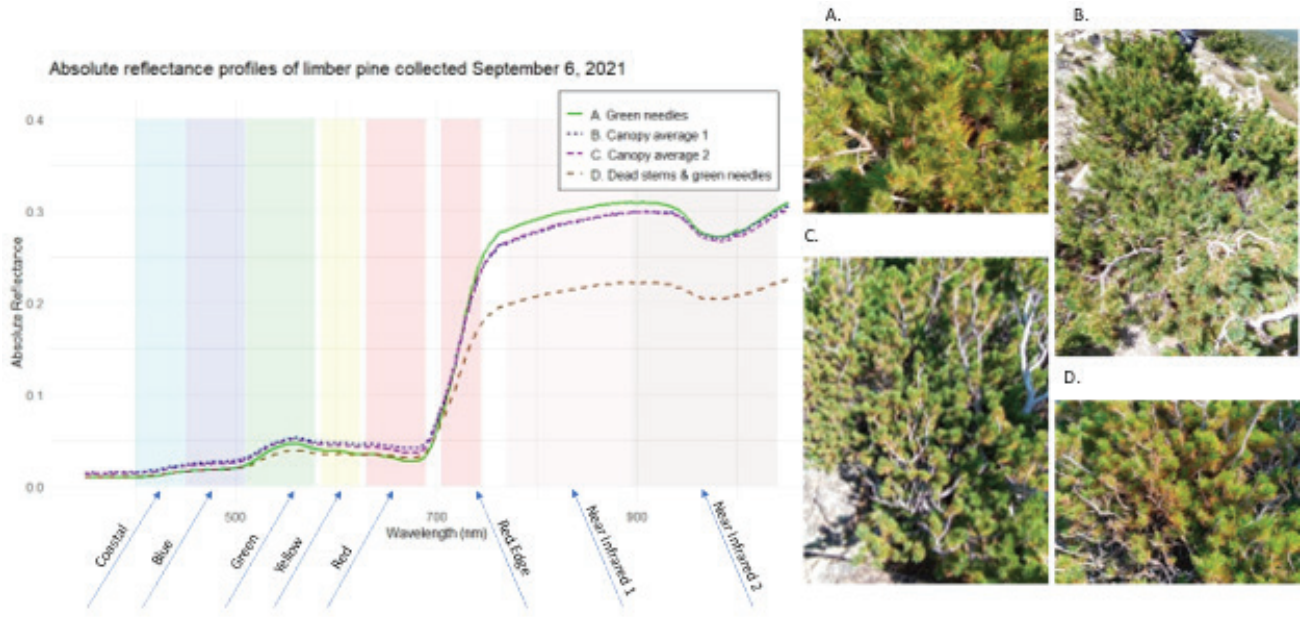 Absolute reflectance profiles of limber pine collected September 6, 2021
A. Green needles
B. Canopy average 1
C. Canopy average 2
D. Dead stems & green needles
Absolute Reflectance
0.4
0.3
0.2
0.1
0.0
500
700
900
Wavelength (nm)
Coastal
Blue
Green
Yellow
Red
Red Edge
Near Infrared 1
Near Infrared 2
A.
B.
C.
D.